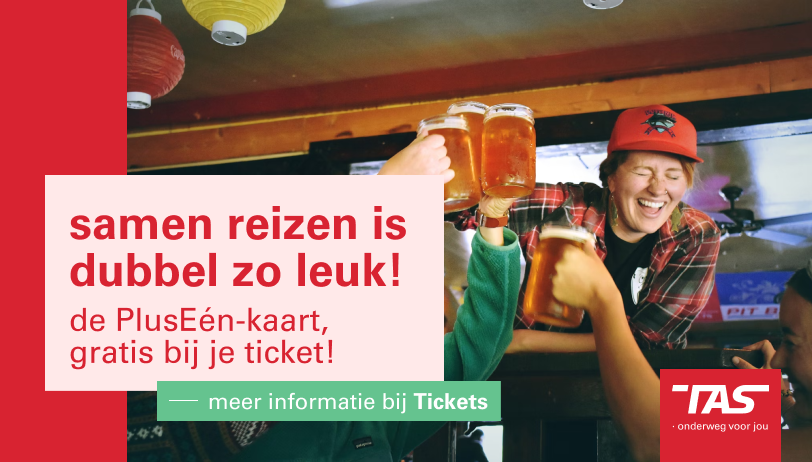 samen reizen is
dubbel zo leuk!
de PlusEén-kaart,
gratis bij je ticket!
meer informatie bij Tickets
PIT B
TAS
· onderweg voor jou